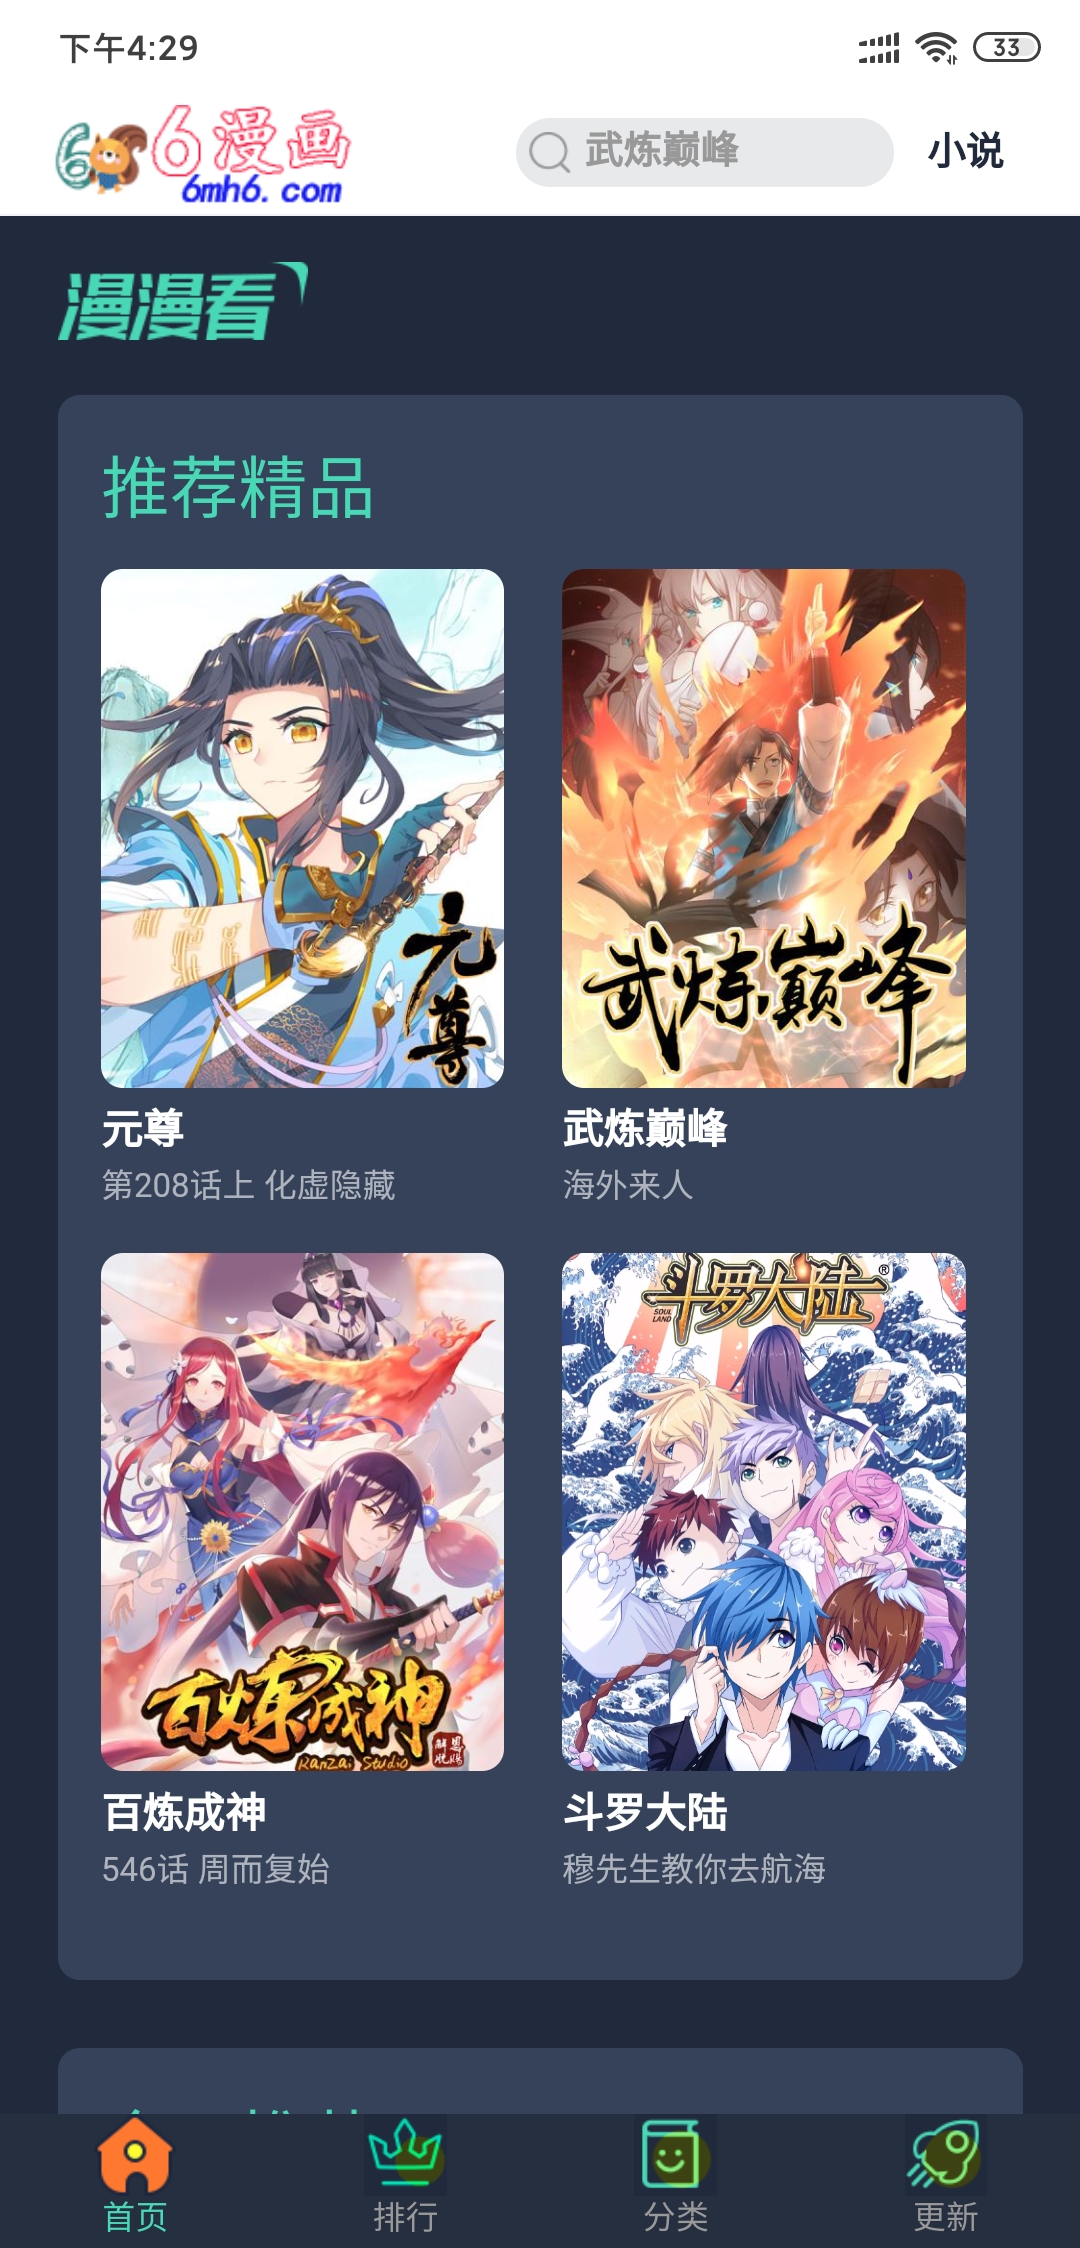 下午4:29
33
6漫画
6mh6.com
武炼巅峰
小说
漫漫看
推荐精品
元尊
武炼巅峰
元尊
武炼巅峰
第208话上 化虚隐藏
海外来人
百炼成神
Ranzai Studio
斗罗大陆®
SOUL LAND
百炼成神
斗罗大陆
546话 周而复始
穆先生教你去航海
首页
排行
分类
更新